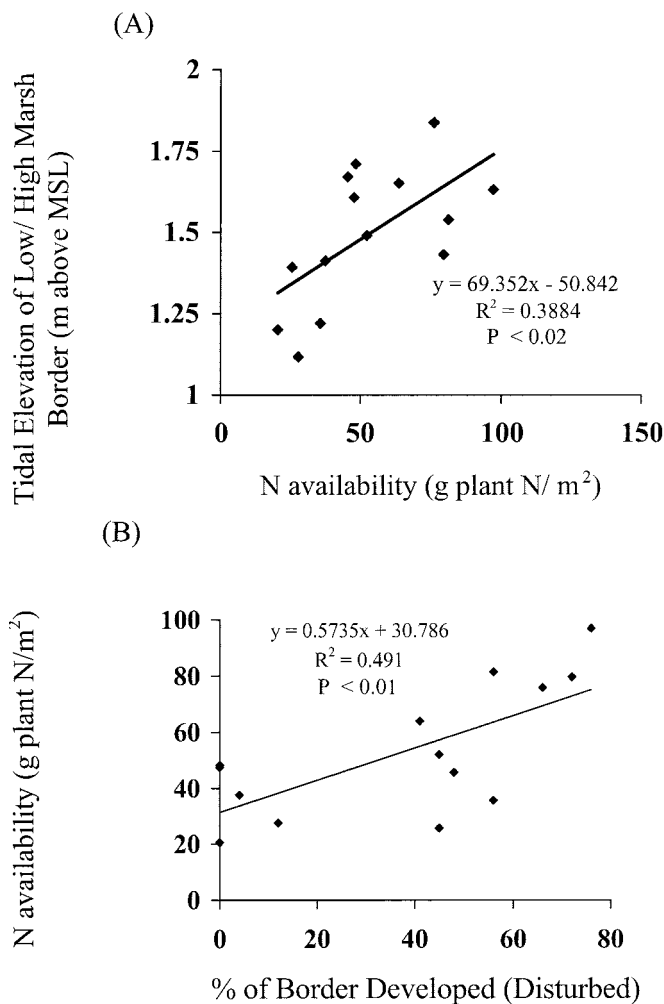 (A)
Tidal Elevation of Low/ High Marsh
Border (m above MSL)
2
1.75
1.5
1.25
1
y = 69.352x - 50.842
R² = 0.3884
P < 0.02
0 50 100 150
N availability (g plant N/ m²)
(B)
N availability (g plant N/m²)
100
80
60
40
20
0
y = 0.5735x + 30.786
R² = 0.491
P < 0.01
0 20 40 60 80
% of Border Developed (Disturbed)